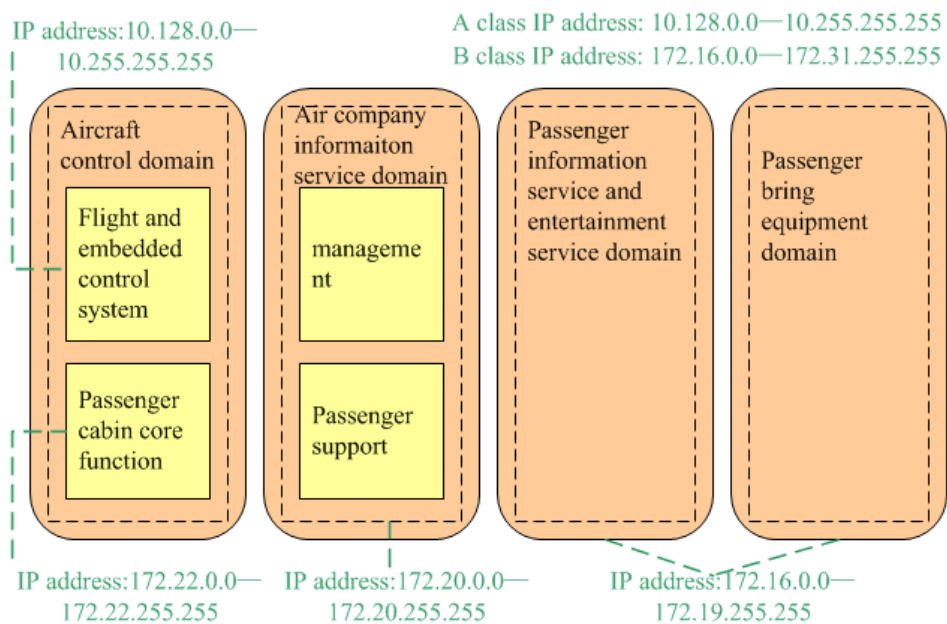 IP address:10.128.0.0—
10.255.255.255
A class IP address: 10.128.0.0—10.255.255.255
B class IP address: 172.16.0.0—172.31.255.255
Aircraft
control domain
Flight and
embedded
control
system
Passenger
cabin core
function
Air company
informaiton
service domain
manageme
nt
Passenger
support
Passenger
information
service and
entertainment
service domain
Passenger
bring
equipment
domain
IP address:172.22.0.0—
172.22.255.255
IP address:172.20.0.0—
172.20.255.255
IP address:172.16.0.0—
172.19.255.255